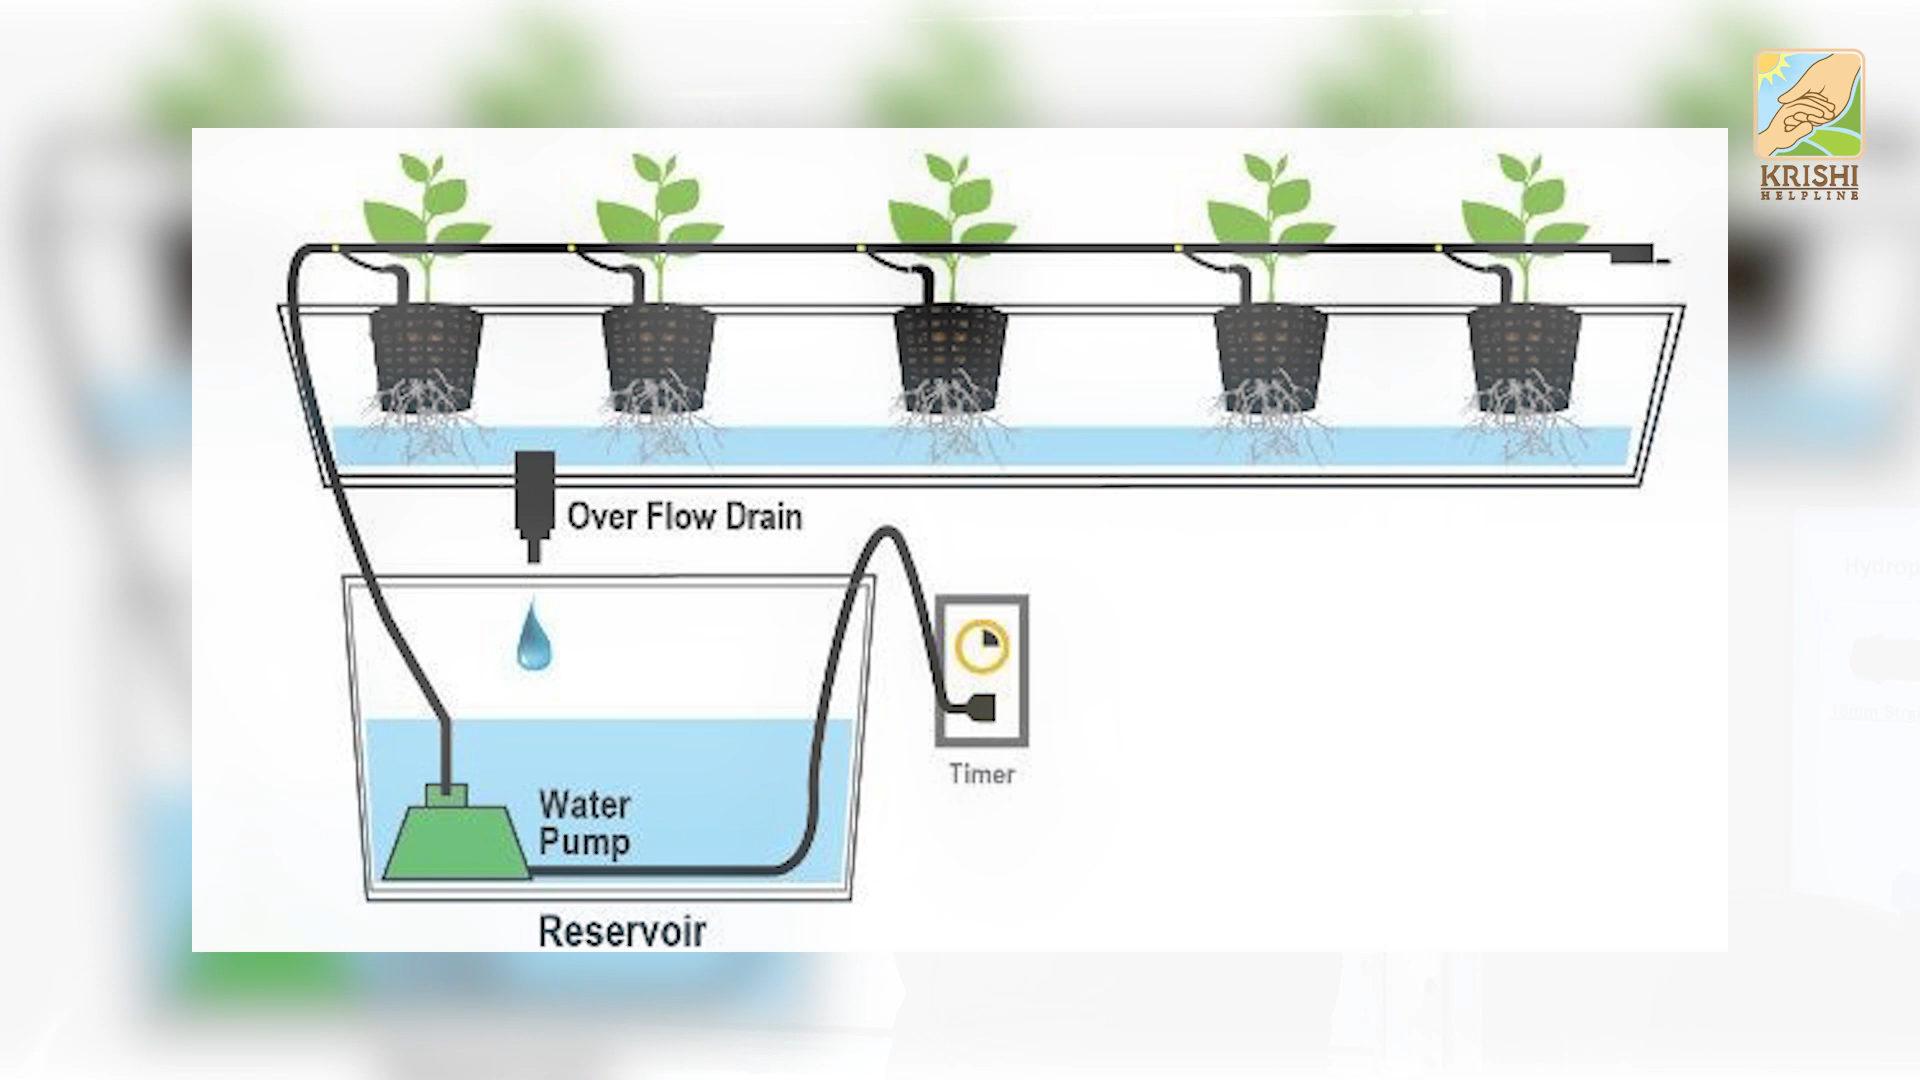 KRISHI
HELPLINE
Over Flow Drain
Timer
Water
Pump
Reservoir